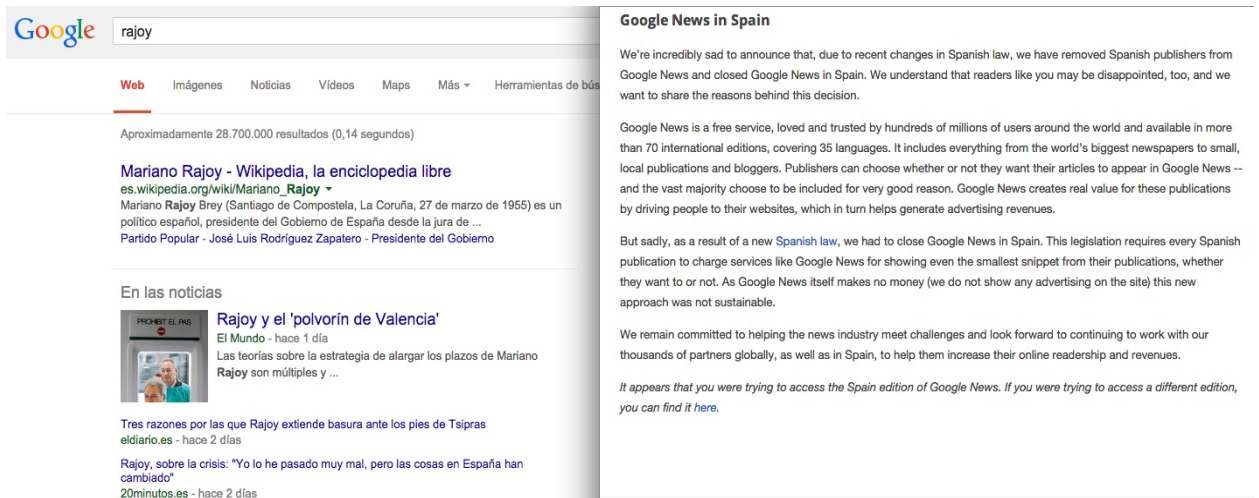 Google
rajoy
Web Imágenes Noticias Vídeos Maps Más Herramientas de bús
Aproximadamente 28.700.000 resultados (0,14 segundos)
Mariano Rajoy - Wikipedia, la enciclopedia libre
es.wikipedia.org/wiki/Mariano_Rajoy
Mariano Rajoy Brey (Santiago de Compostela, La Coruña, 27 de marzo de 1955) es un
político español, presidente del Gobierno de España desde la jura de ...
Partido Popular - José Luis Rodríguez Zapatero - Presidente del Gobierno
En las noticias
PROHIBIT EL PAS
Rajoy y el 'polvorín de Valencia'
El Mundo - hace 1 día
Las teorías sobre la estrategia de alargar los plazos de Mariano
Rajoy son múltiples y ...
Tres razones por las que Rajoy extiende basura ante los pies de Tsipras
eldiario.es - hace 2 días
Rajoy, sobre la crisis: "Yo lo he pasado muy mal, pero las cosas en España han
cambiado"
20minutos.es - hace 2 días
Google News in Spain
We're incredibly sad to announce that, due to recent changes in Spanish law, we have removed Spanish publishers from
Google News and closed Google News in Spain. We understand that readers like you may be disappointed, too, and we
want to share the reasons behind this decision.
Google News is a free service, loved and trusted by hundreds of millions of users around the world and available in more
than 70 international editions, covering 35 languages. It includes everything from the world's biggest newspapers to small,
local publications and bloggers. Publishers can choose whether or not they want their articles to appear in Google News --
and the vast majority choose to be included for very good reason. Google News creates real value for these publications
by driving people to their websites, which in turn helps generate advertising revenues.
But sadly, as a result of a new Spanish law, we had to close Google News in Spain. This legislation requires every Spanish
publication to charge services like Google News for showing even the smallest snippet from their publications, whether
they want to or not. As Google News itself makes no money (we do not show any advertising on the site) this new
approach was not sustainable.
We remain committed to helping the news industry meet challenges and look forward to continuing to work with our
thousands of partners globally, as well as in Spain, to help them increase their online readership and revenues.
It appears that you were trying to access the Spain edition of Google News. If you were trying to access a different edition,
you can find it here.